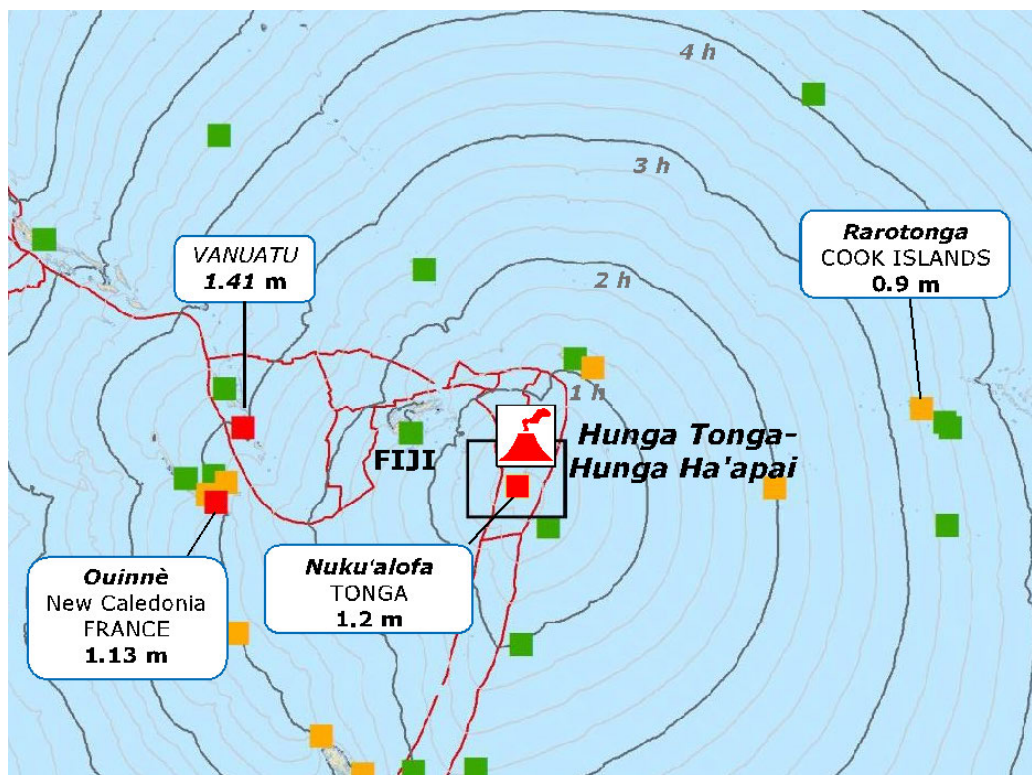 4 h
3 h
2 h
1 h
VANUATU
1.41 m
Rarotonga
COOK ISLANDS
0.9 m
FIJI
Hunga Tonga-
Hunga Ha'apai
Ouinnè
New Caledonia
FRANCE
1.13 m
Nuku'alofa
TONGA
1.2 m